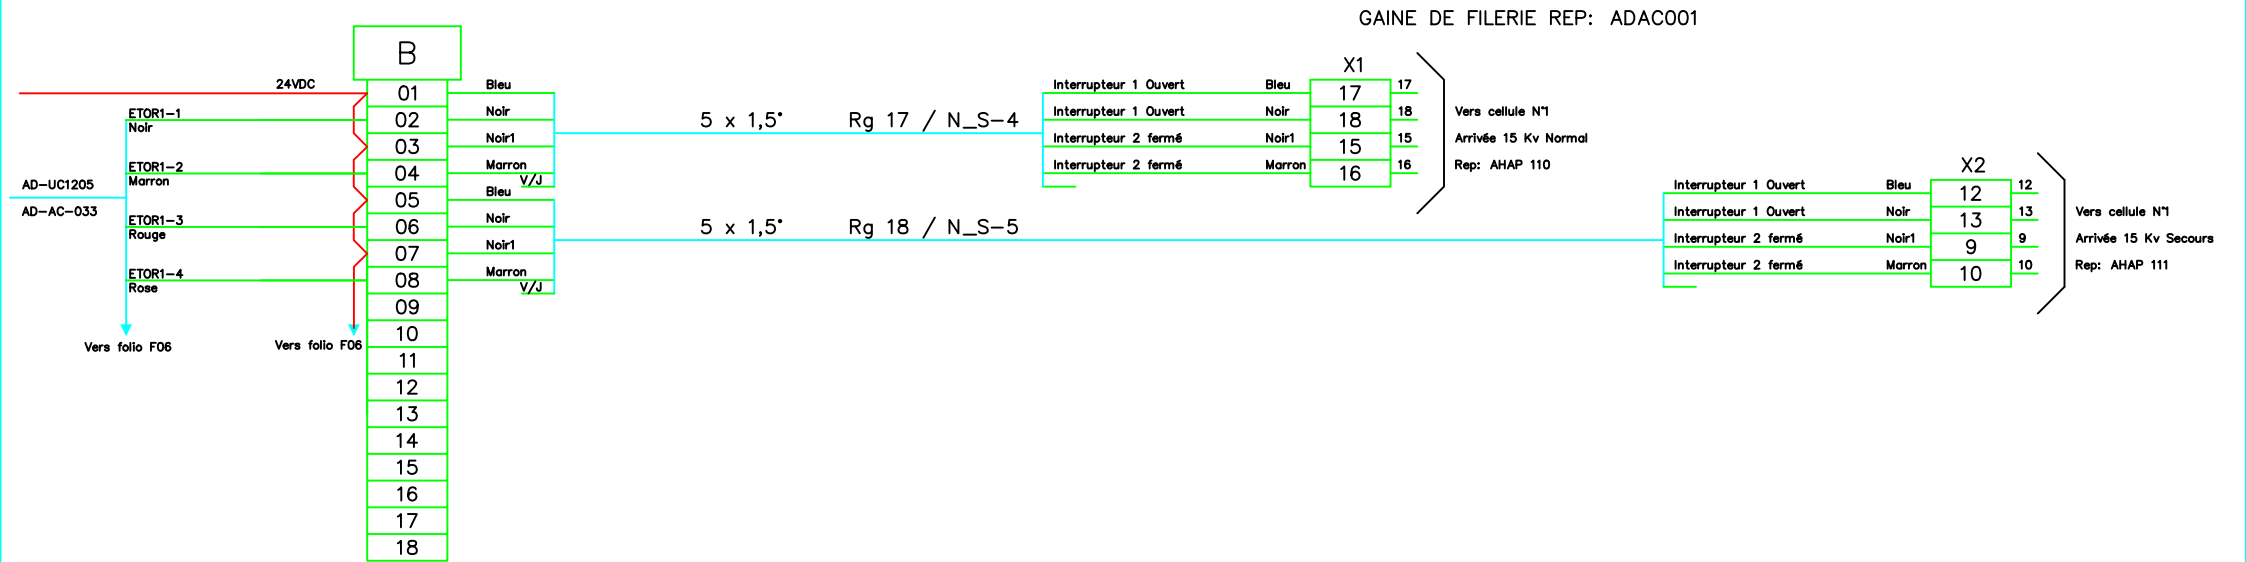 GAINE DE FILERIE REP: ADAC001
B
24VDC
01
02
03
04
05
06
07
08
09
10
11
12
13
14
15
16
17
18
ETOR1-1
Noir
ETOR1-2
Marron
AD-UC1205
AD-AC-033
ETOR1-3
Rouge
ETOR1-4
Rose
Vers folio F06
Vers folio F06
Bleu
Noir
Noir1
Marron
V/J
Bleu
Noir
Noir1
Marron
V/J
5 x 1,5° Rg 17 / N_S-4
5 x 1,5° Rg 18 / N_S-5
X1
Interrupteur 1 Ouvert Bleu 17 17
Interrupteur 1 Ouvert Noir 18 18
Interrupteur 2 fermé Noir1 15 15
Interrupteur 2 fermé Marron 16 16
Vers cellule N°1
Arrivée 15 Kv Normal
Rep: AHAP 110
X2
Interrupteur 1 Ouvert Bleu 12 12
Interrupteur 1 Ouvert Noir 13 13
Interrupteur 2 fermé Noir1 9 9
Interrupteur 2 fermé Marron 10 10
Vers cellule N°1
Arrivée 15 Kv Secours
Rep: AHAP 111